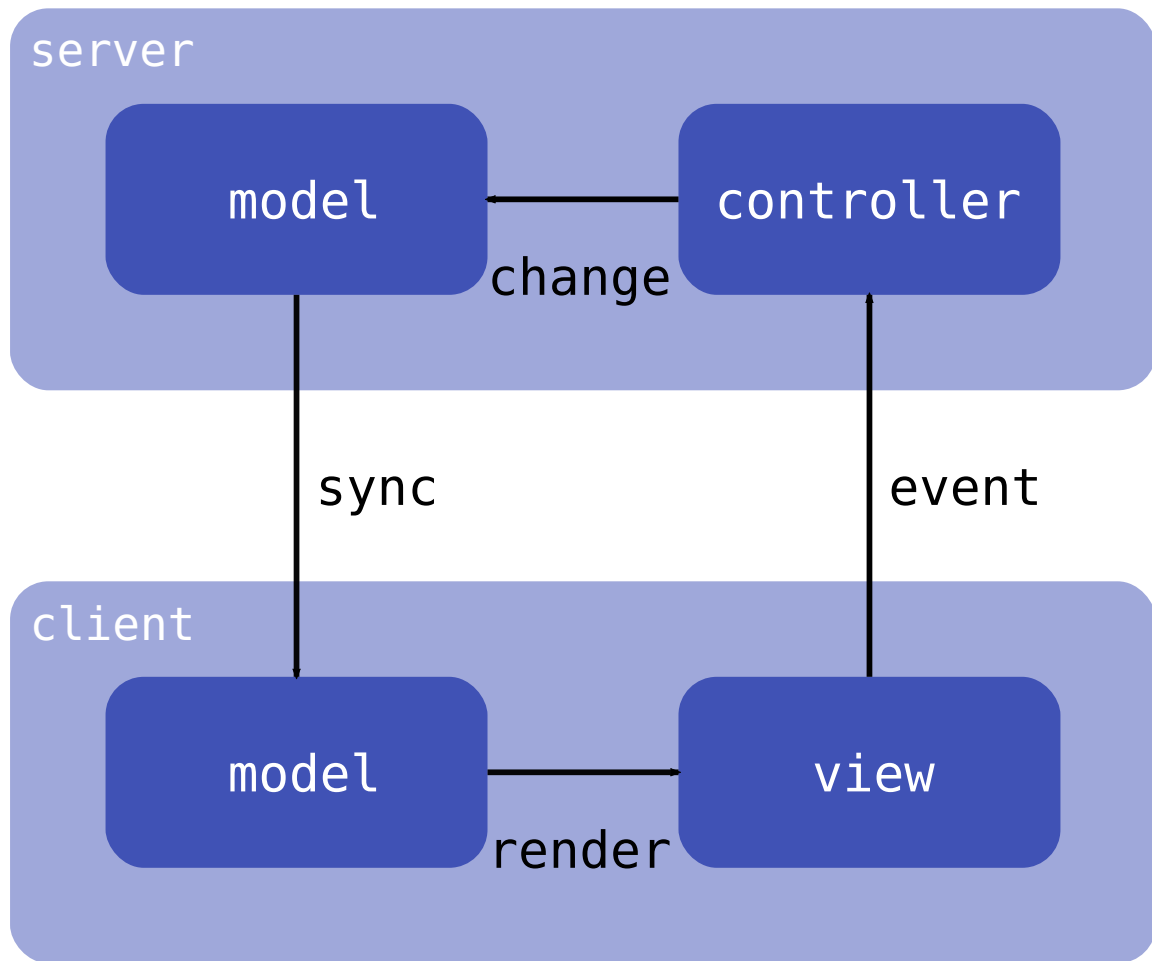 server
model
controller
change
sync
event
client
model
view
render